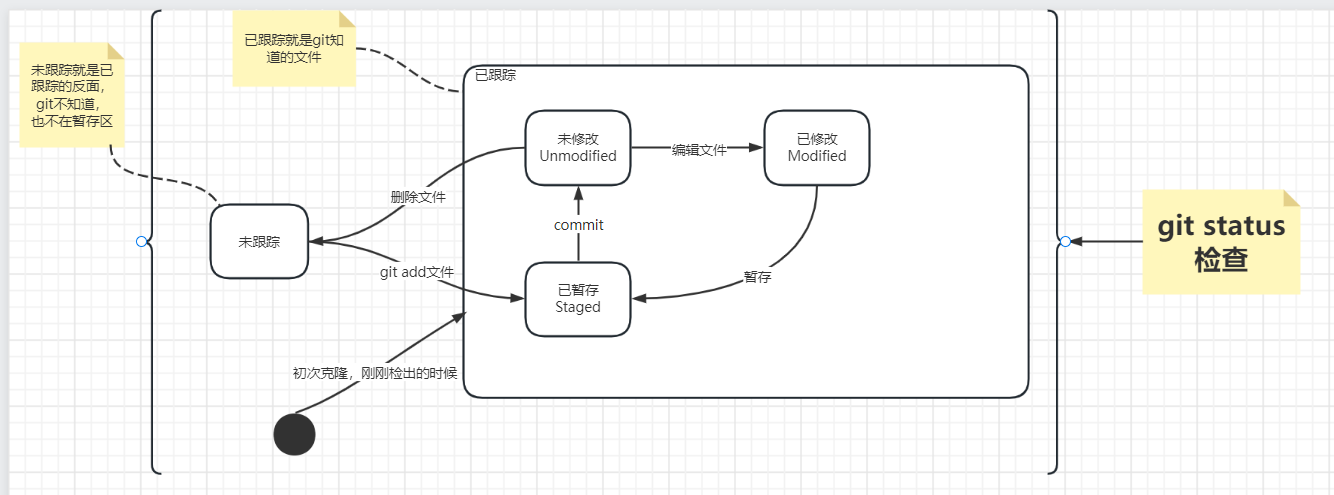 已跟踪就是git知
道的文件
未跟踪就是已
跟踪的反面，
git不知道，
也不在暂存区
已跟踪
未修改
Unmodified
编辑文件
已修改
Modified
删除文件
commit
未跟踪
git add文件
已暂存
Staged
暂存
初次克隆，刚刚检出的时候
git status
检查